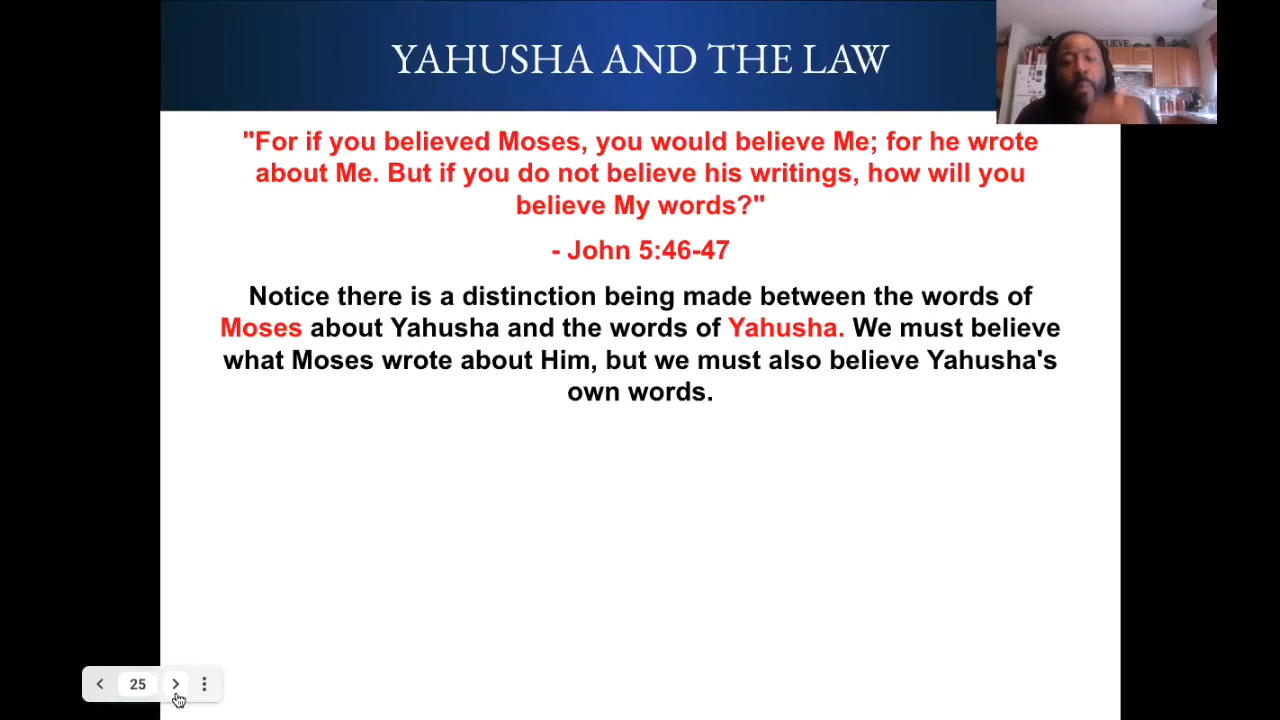 YAHUSHA AND THE LAW
"For if you believed Moses, you would believe Me; for he wrote
about Me. But if you do not believe his writings, how will you
believe My words?"
- John 5:46-47
Notice there is a distinction being made between the words of
Moses about Yahusha and the words of Yahusha. We must believe
what Moses wrote about Him, but we must also believe Yahusha's
own words.
25